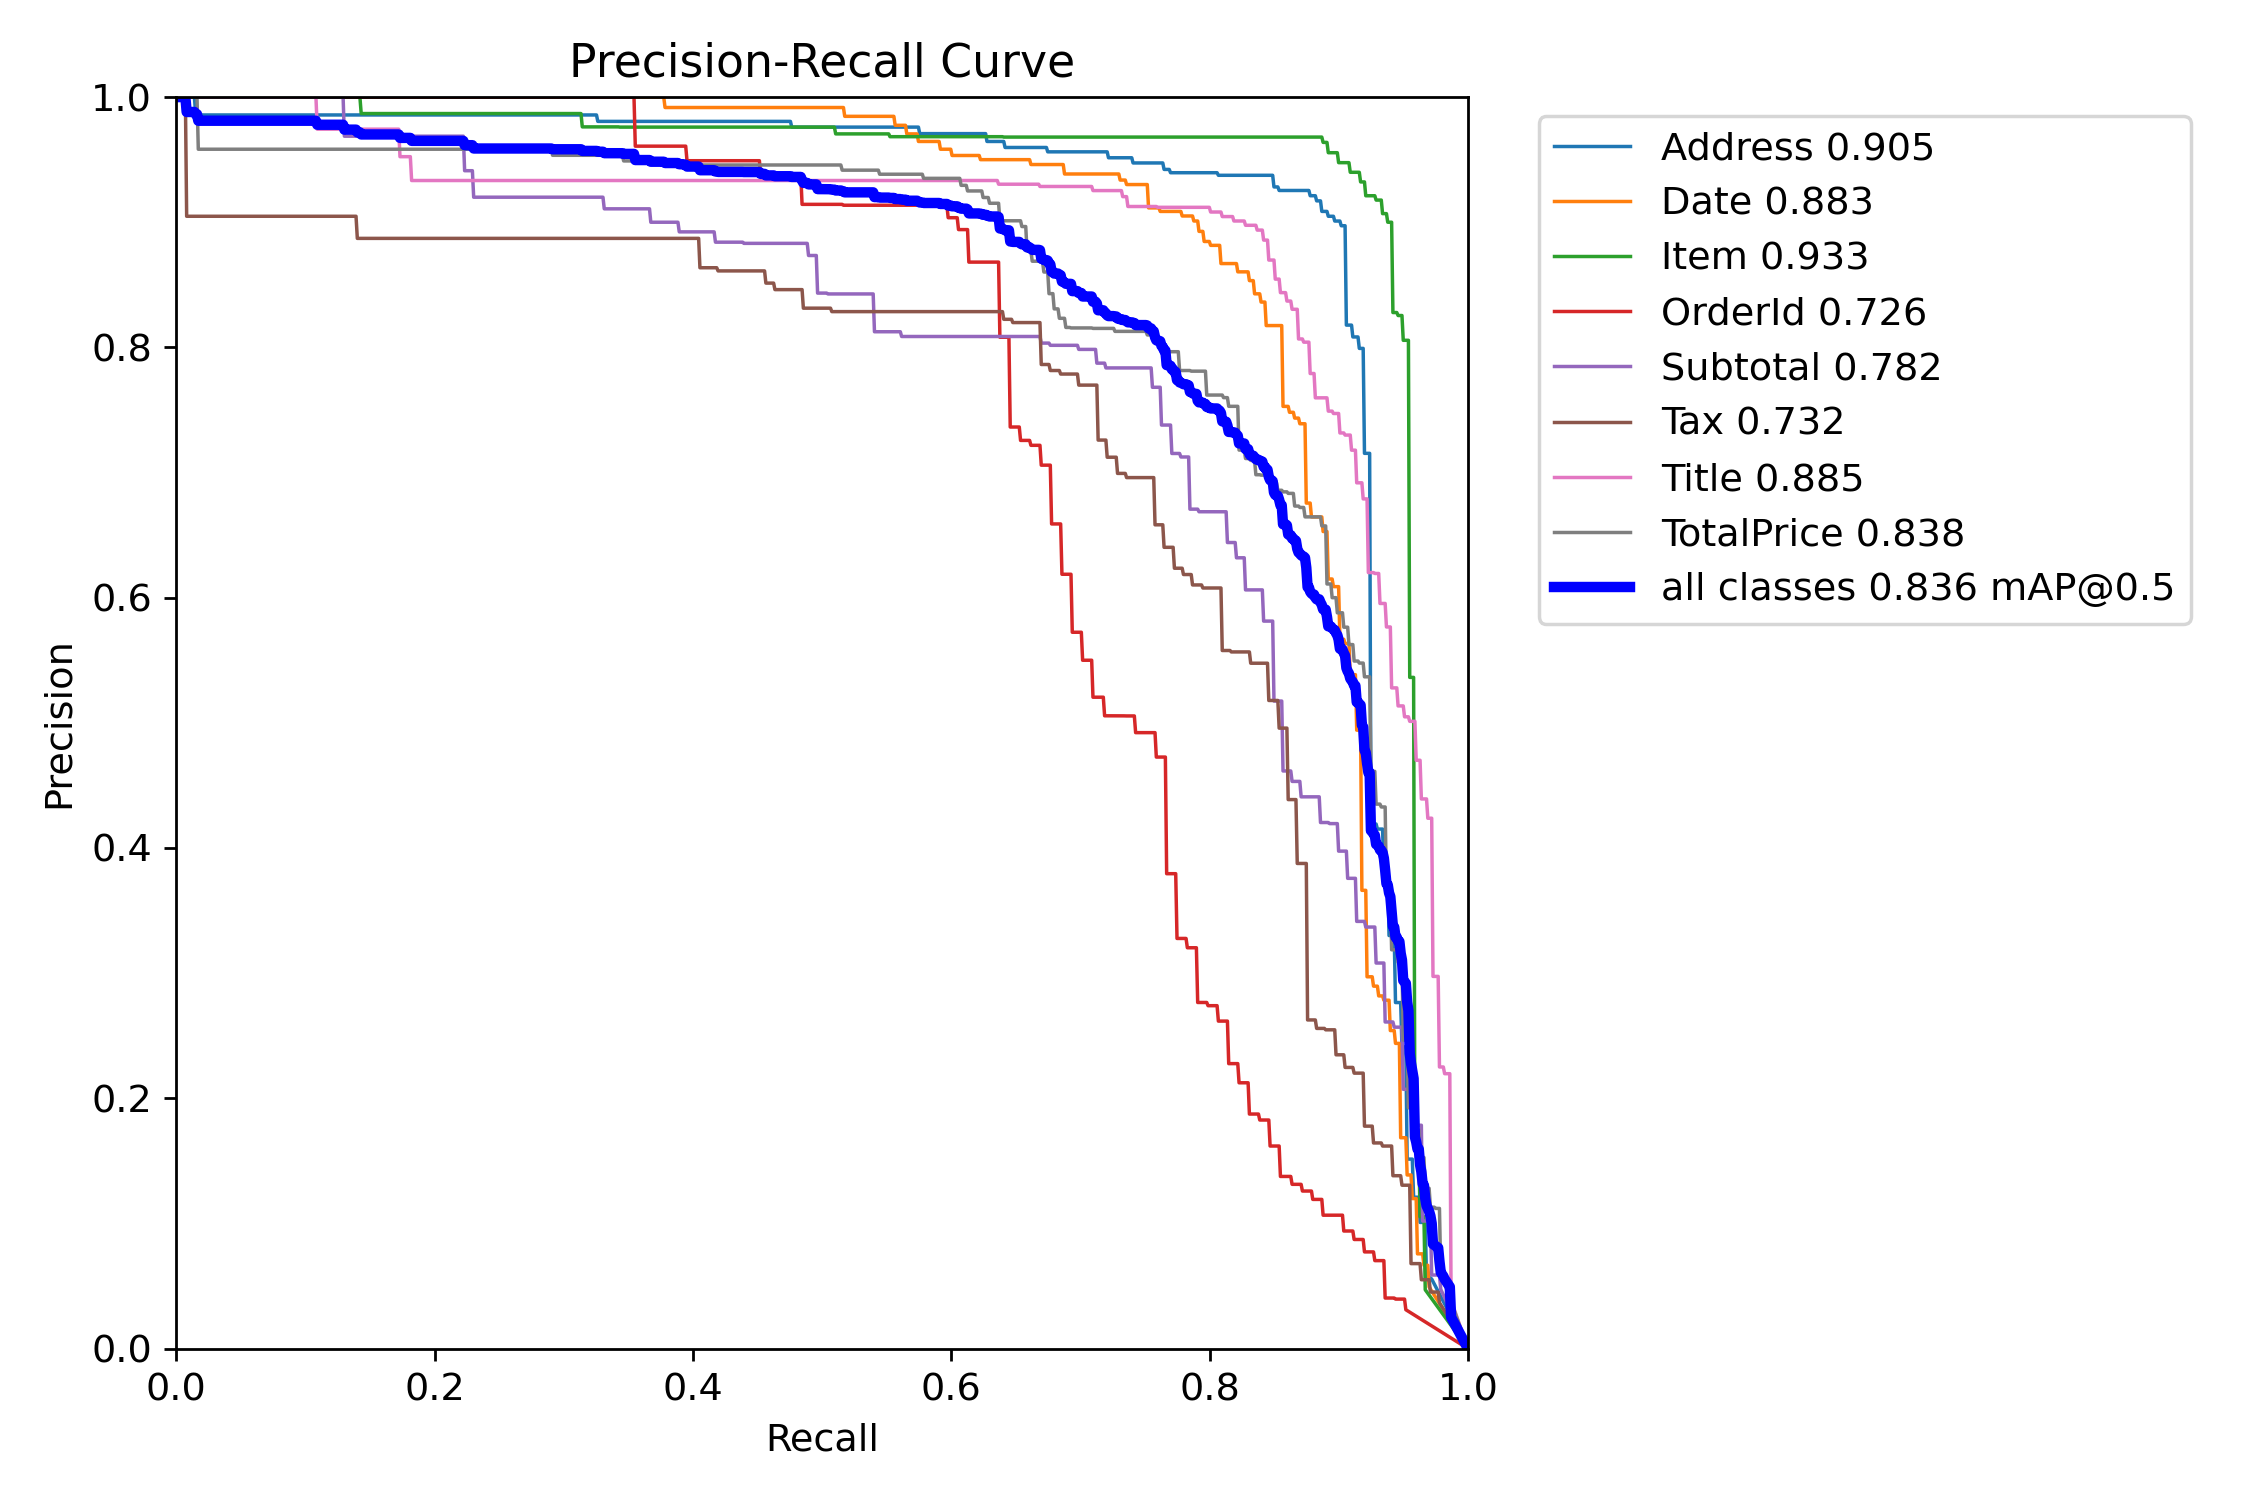 Precision-Recall Curve
1.0
0.8
0.6
0.4
0.2
0.0
Precision
0.0 0.2 0.4 0.6 0.8 1.0
Recall
Address 0.905
Date 0.883
Item 0.933
OrderId 0.726
Subtotal 0.782
Tax 0.732
Title 0.885
TotalPrice 0.838
all classes 0.836 mAP@0.5